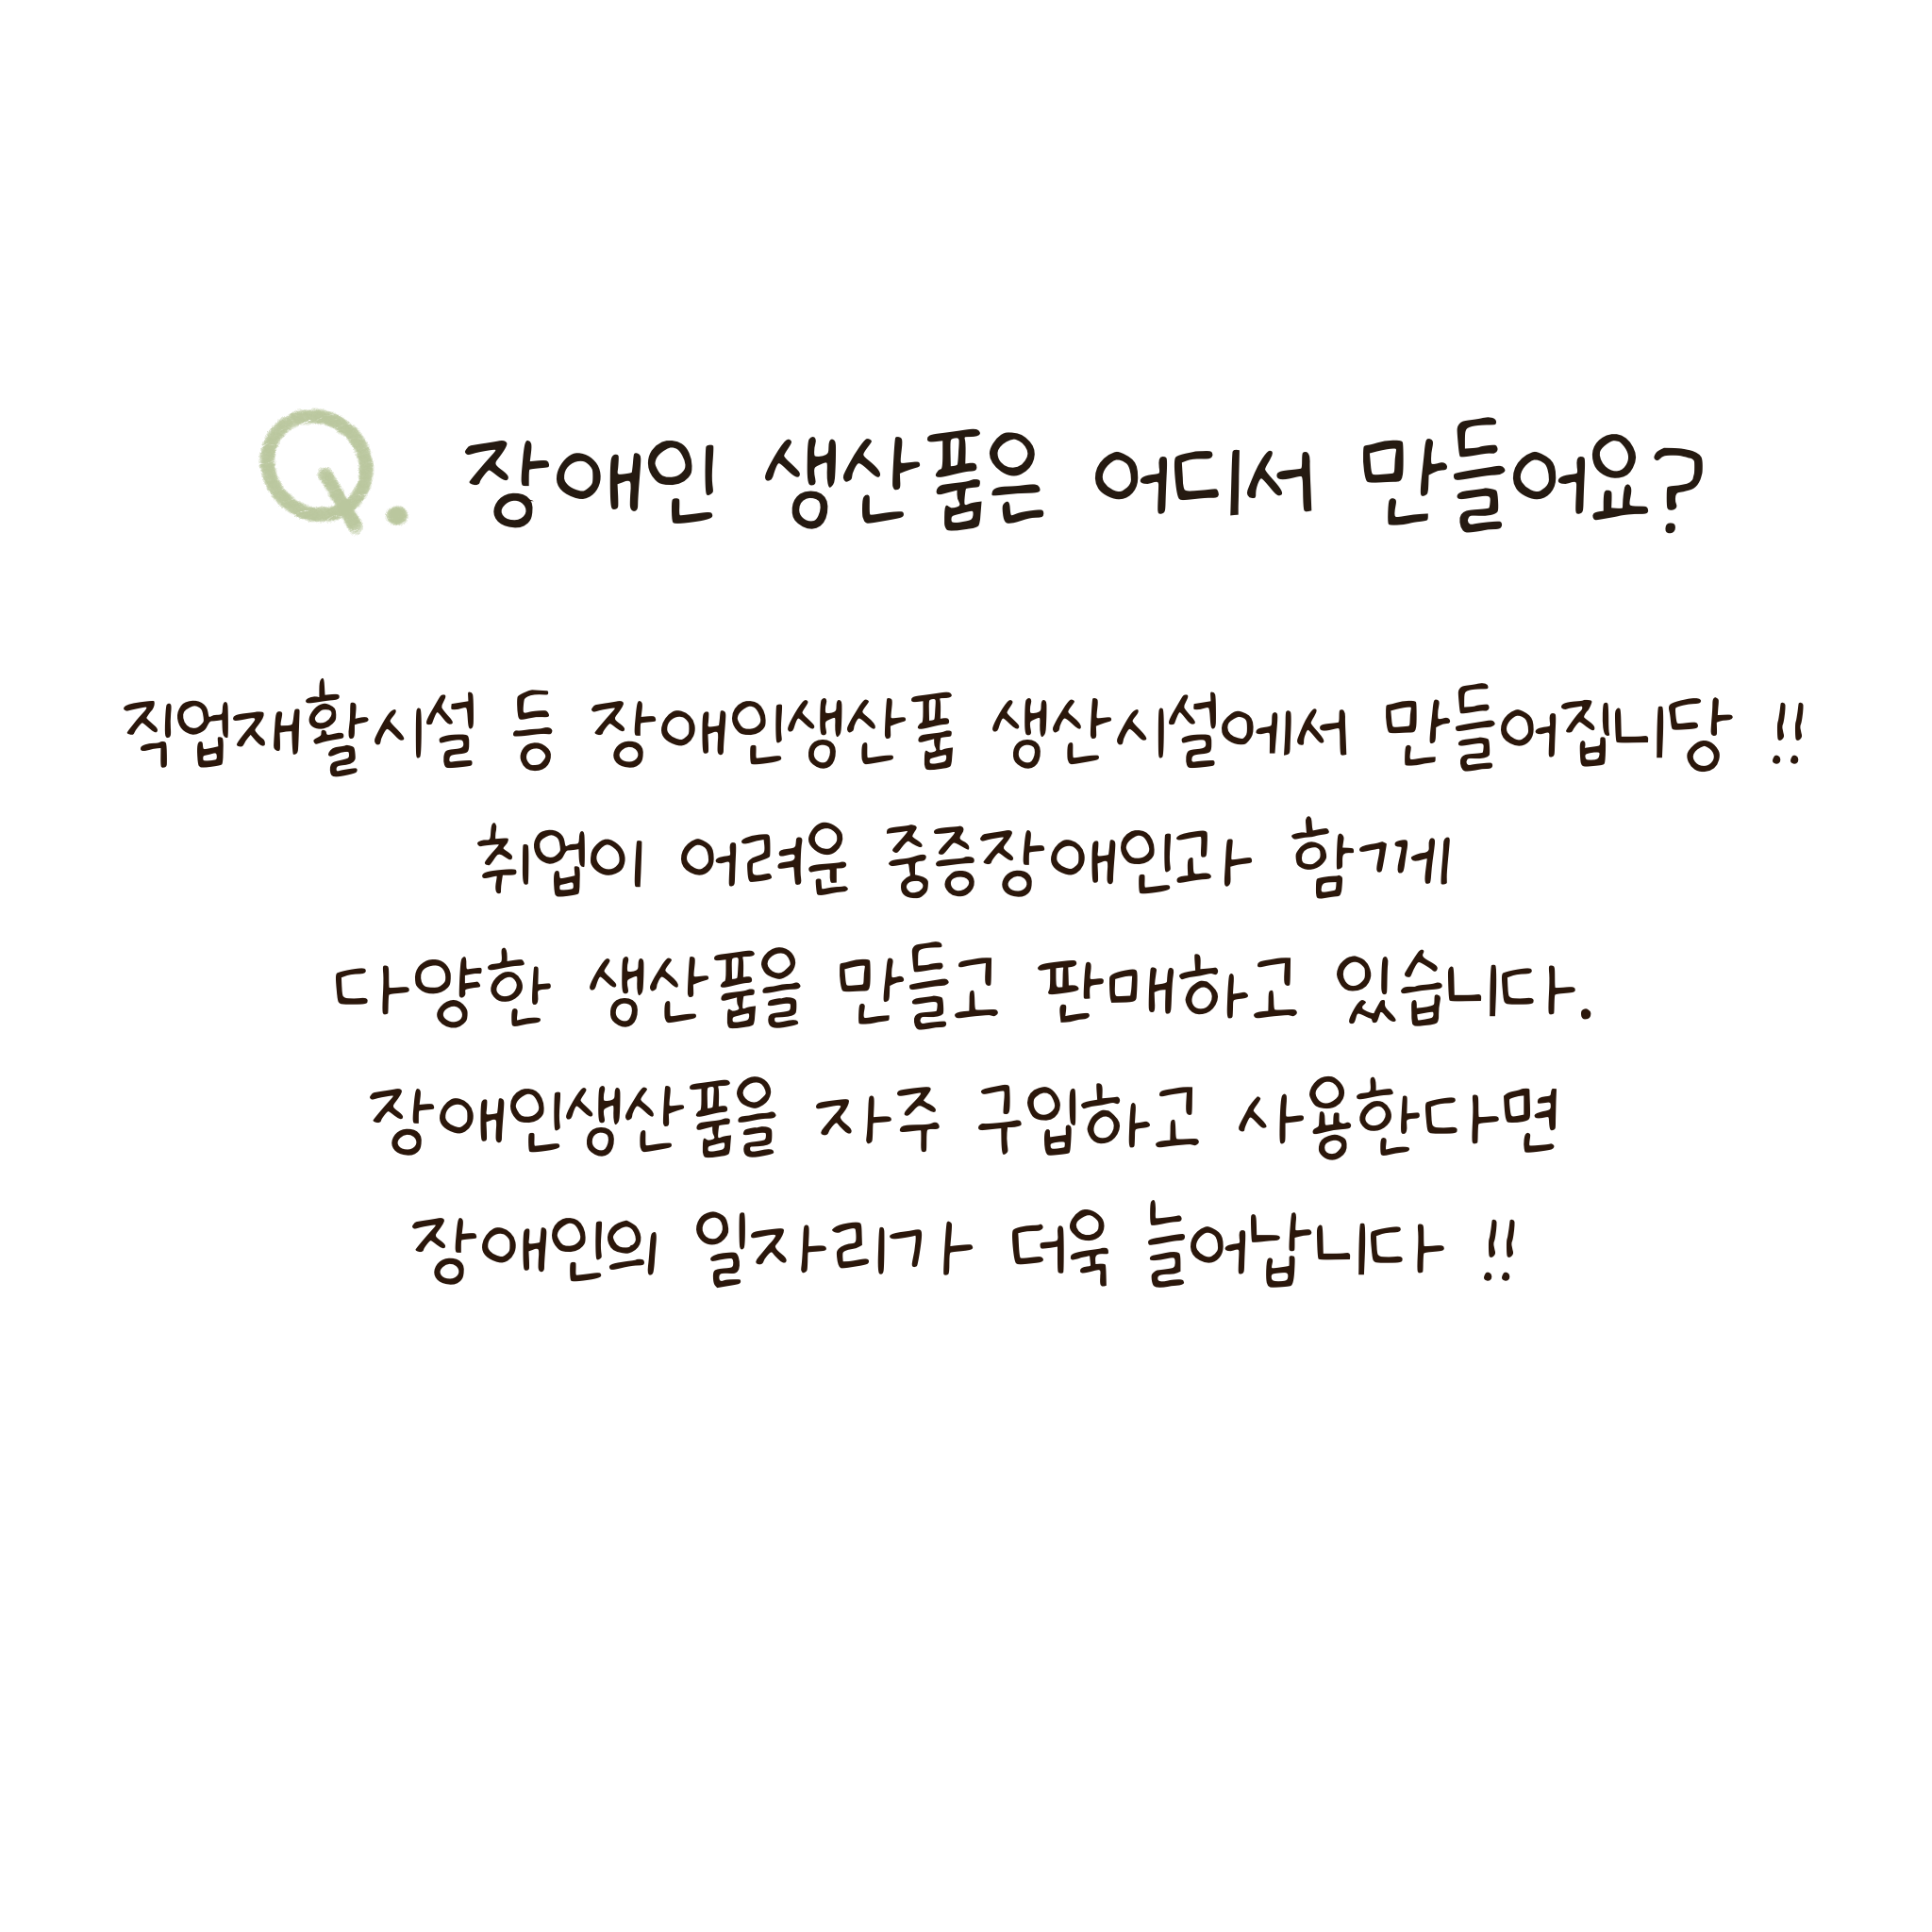 Q. 장애인 생산품은 어디서 만들어요?
직업재활시설 등 장애인생산품 생산시설에서 만들어집니당 !!
취업이 어려운 중증장애인과 함께
다양한 생산품을 만들고 판매하고 있습니다.
장애인생산품을 자주 구입하고 사용한다면
장애인의 일자리가 더욱 늘어납니다 !!